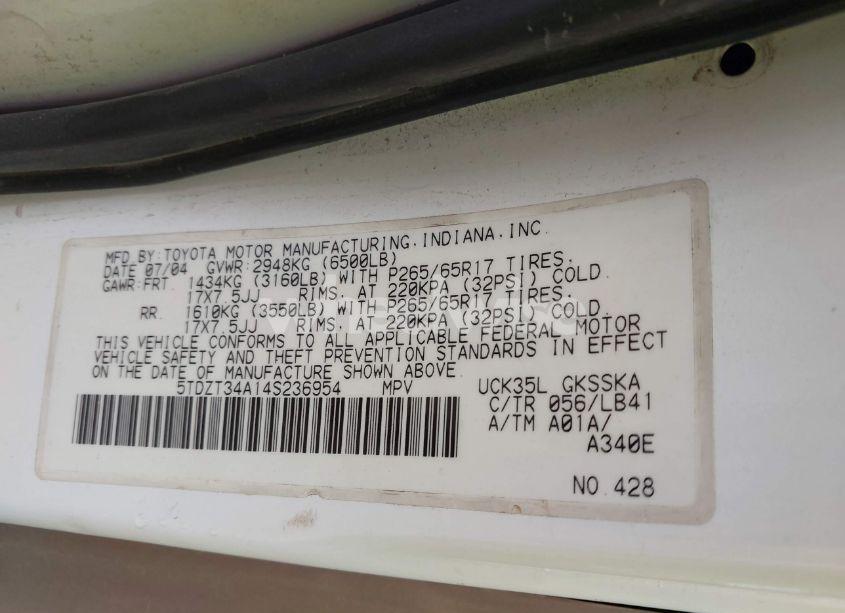 MFD.BY:TOYOTA MOTOR MANUFACTURING.INDIANA.INC.
DATE 07/04 GVWR:2948KG (6500LB)
GAWR:FRT. 1434KG (3160LB) WITH P265/65R17 TIRES.
17X7.5JJ RIMS. AT 220KPA (32PSI) COLD.
RR. 1610KG (3550LB) WITH P265/65R17 TIRES.
17X7.5JJ RIMS. AT 220KPA (32PSI) COLD.
THIS VEHICLE CONFORMS TO ALL APPLICABLE FEDERAL MOTOR
VEHICLE SAFETY AND THEFT PREVENTION STANDARDS IN EFFECT
ON THE DATE OF MANUFACTURE SHOWN ABOVE.
5TDZT34A14S236954 MPV UCK35L GKSSKA
C/TR 056/LB41
A/TM A01A/
A340E
NO.428